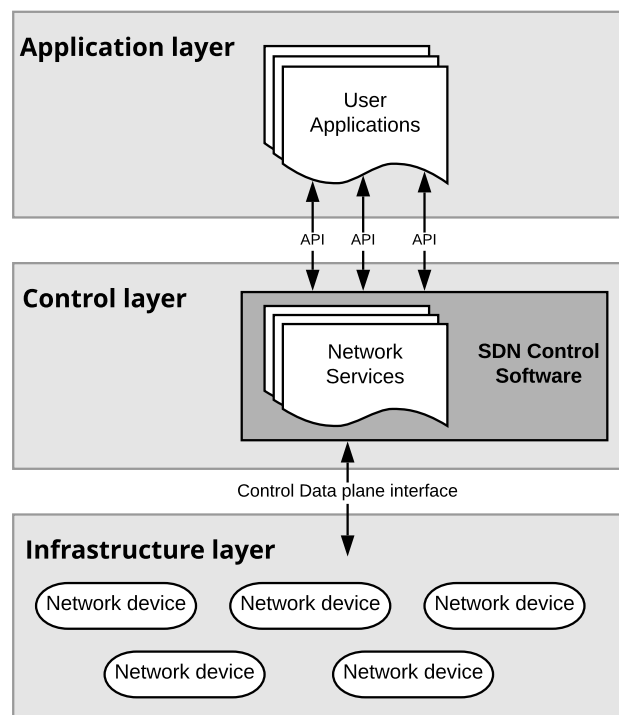 Application layer
User
Applications
API API API
Control layer
Network
Services
SDN Control
Software
Control Data plane interface
Infrastructure layer
Network device Network device Network device
Network device Network device